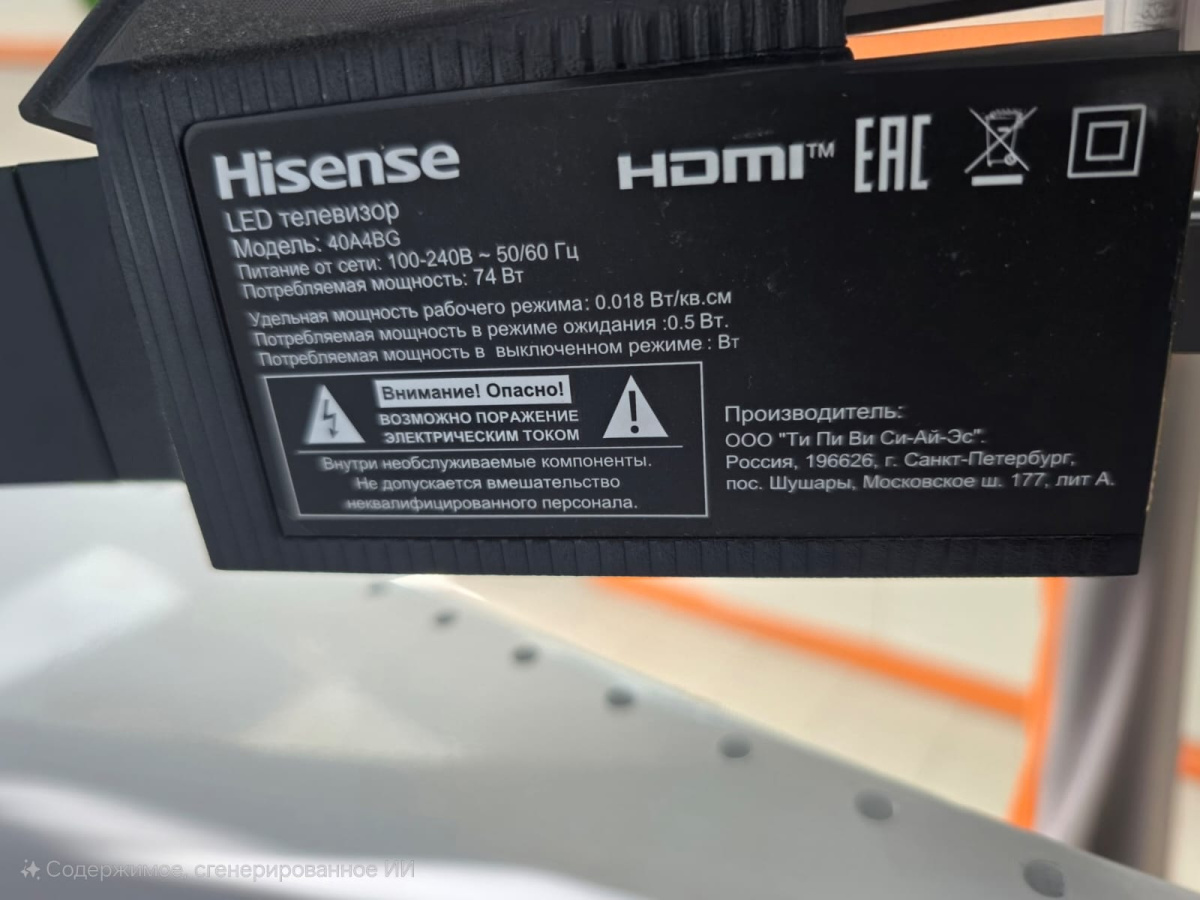 Hisense
HDMI™
EAC
LED телевизор
Модель: 40A4BG
Питание от сети: 100-240В ~ 50/60 Гц
Потребляемая мощность: 74 Вт
Удельная мощность рабочего режима: 0.018 Вт/кв.см
Потребляемая мощность в режиме ожидания :0.5 Вт.
Потребляемая мощность в выключенном режиме : Вт
Внимание! Опасно!
ВОЗМОЖНО ПОРАЖЕНИЕ
ЭЛЕКТРИЧЕСКИМ ТОКОМ
Внутри необслуживаемые компоненты.
Не допускается вмешательство
неквалифицированного персонала.
Производитель:
ООО "Ти Пи Ви Си-Ай-Эс".
Россия, 196626, г. Санкт-Петербург,
пос. Шушары, Московское ш. 177, лит А.
Содержимое, сгенерированное ИИ